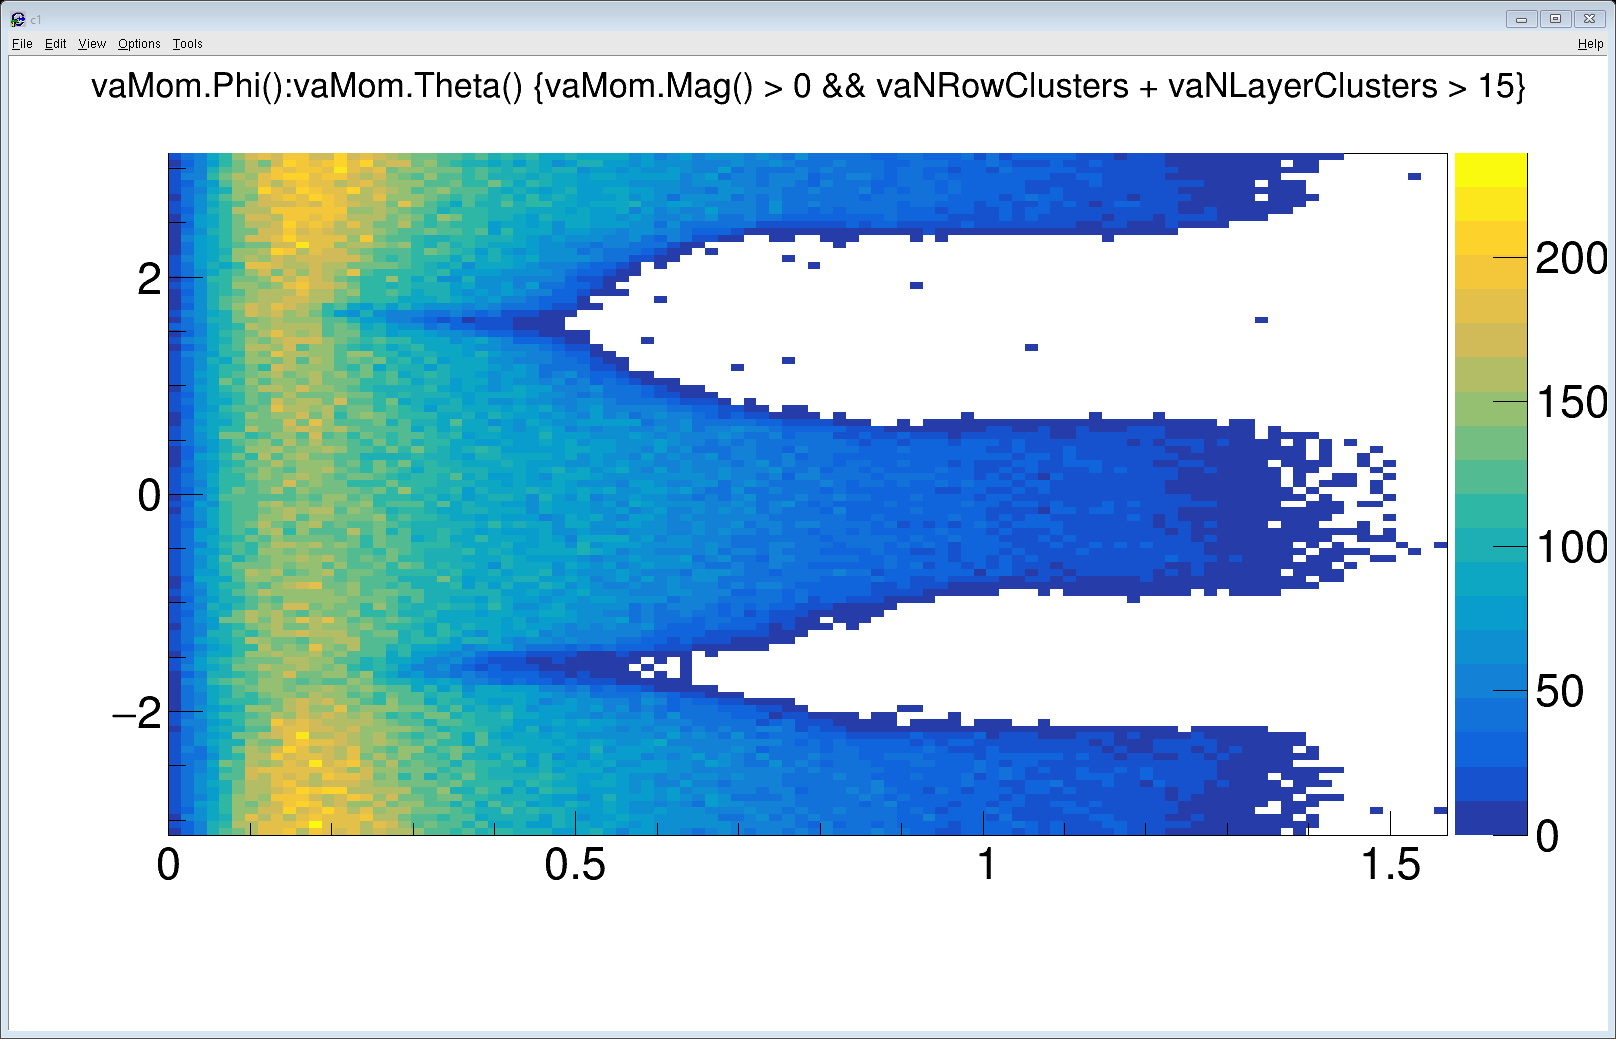 c1
File Edit View Options Tools Help
vaMom.Phi():vaMom.Theta() {vaMom.Mag() > 0 && vaNRowClusters + vaNLayerClusters > 15}
2
0
−2
0 0.5 1 1.5
200
150
100
50
0